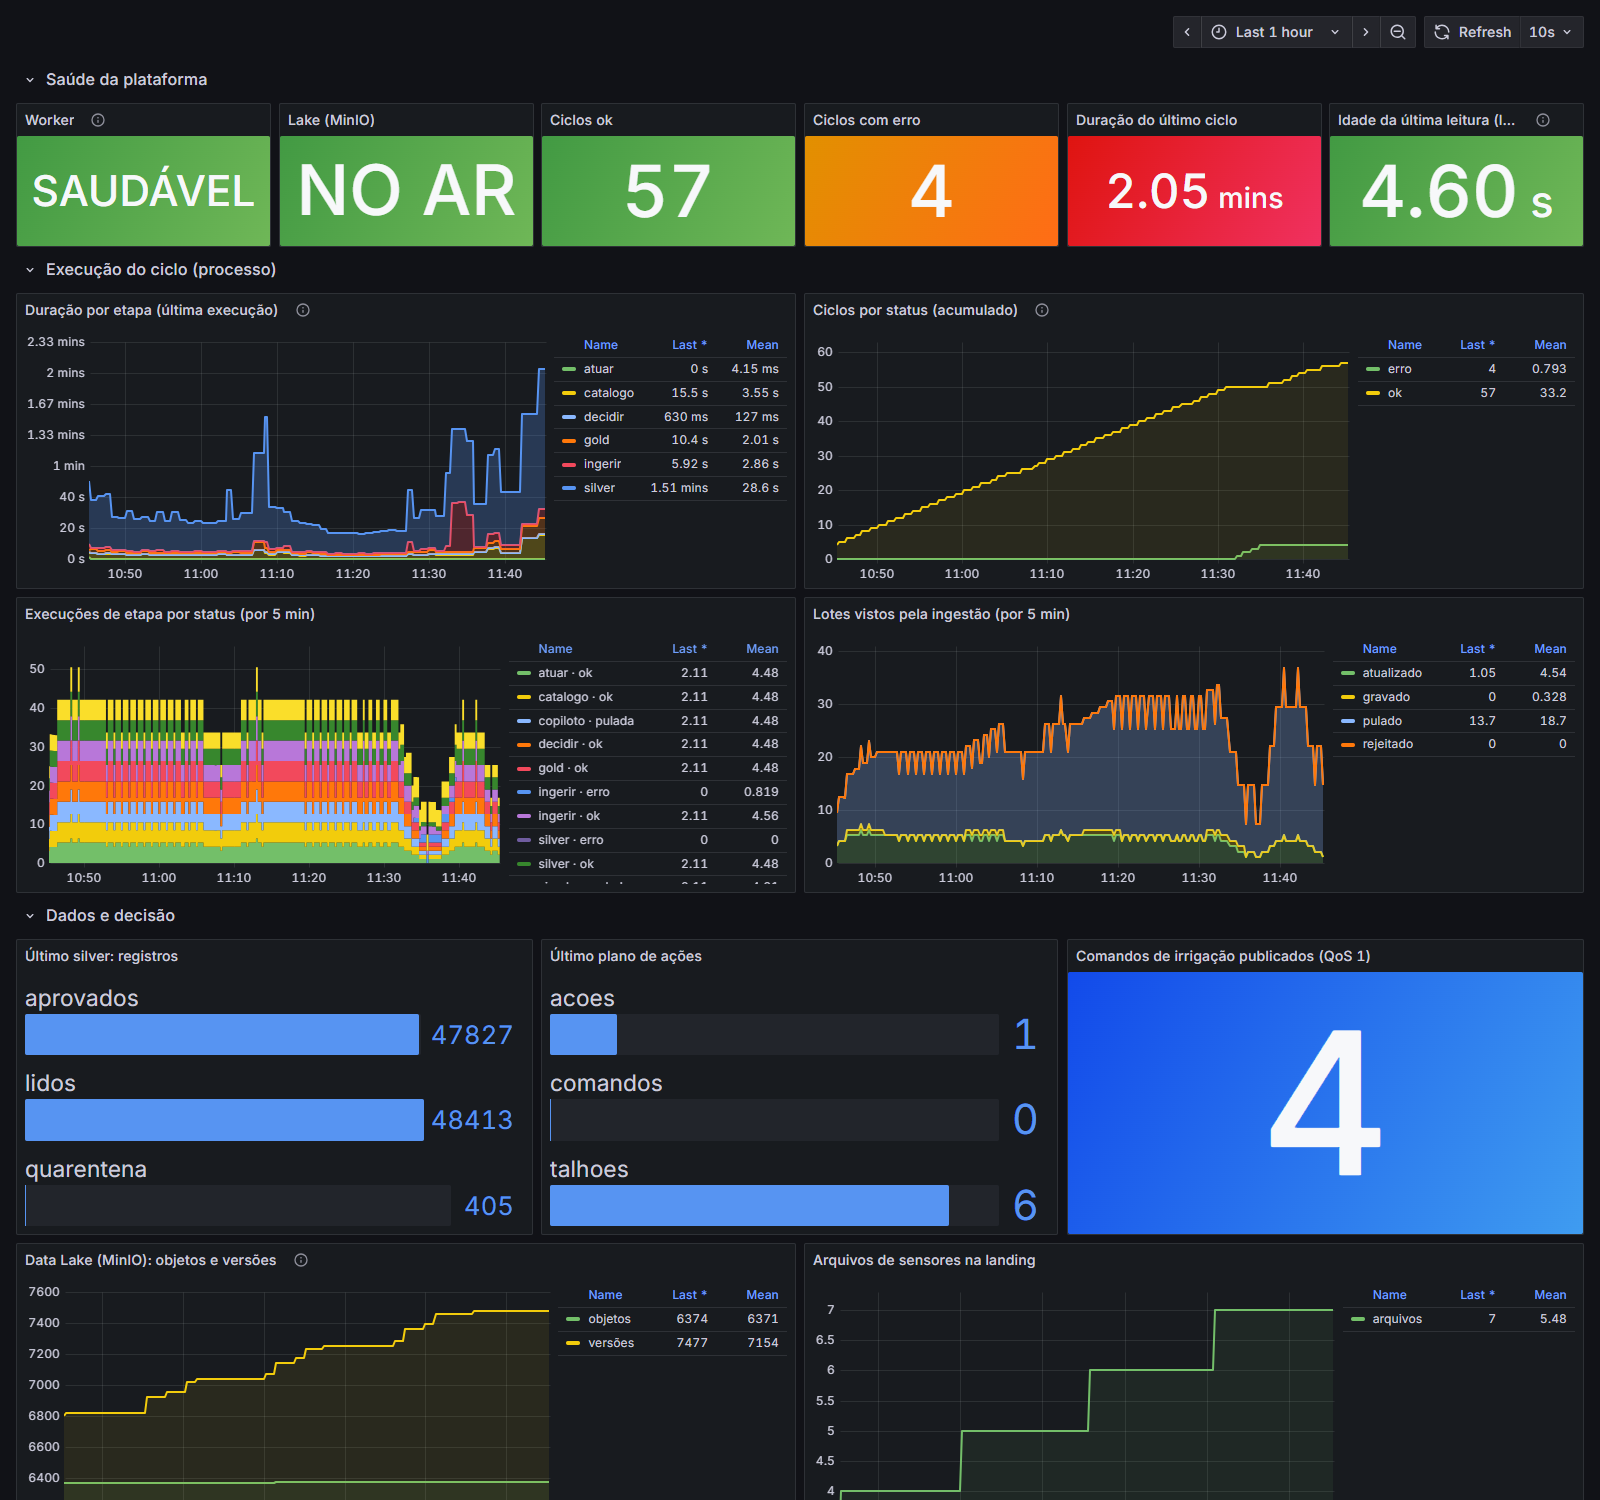 Last 1 hour
Refresh
10s
Saúde da plataforma
Worker
SAUDÁVEL
Lake (MinIO)
NO AR
Ciclos ok
57
Ciclos com erro
4
Duração do último ciclo
2.05 mins
Idade da última leitura (l...
4.60 s
Execução do ciclo (processo)
Duração por etapa (última execução)
2.33 mins
2 mins
1.67 mins
1.33 mins
1 min
40 s
20 s
0 s
10:50 11:00 11:10 11:20 11:30 11:40
Name Last * Mean
atuar 0 s 4.15 ms
catalogo 15.5 s 3.55 s
decidir 630 ms 127 ms
gold 10.4 s 2.01 s
ingerir 5.92 s 2.86 s
silver 1.51 mins 28.6 s
Ciclos por status (acumulado)
60
50
40
30
20
10
0
10:50 11:00 11:10 11:20 11:30 11:40
Name Last * Mean
erro 4 0.793
ok 57 33.2
Execuções de etapa por status (por 5 min)
50
40
30
20
10
0
10:50 11:00 11:10 11:20 11:30 11:40
Name Last * Mean
atuar · ok 2.11 4.48
catalogo · ok 2.11 4.48
copiloto · pulada 2.11 4.48
decidir · ok 2.11 4.48
gold · ok 2.11 4.48
ingerir · erro 0 0.819
ingerir · ok 2.11 4.56
silver · erro 0 0
silver · ok 2.11 4.48
Lotes vistos pela ingestão (por 5 min)
40
30
20
10
0
10:50 11:00 11:10 11:20 11:30 11:40
Name Last * Mean
atualizado 1.05 4.54
gravado 0 0.328
pulado 13.7 18.7
rejeitado 0 0
Dados e decisão
Último silver: registros
aprovados
47827
lidos
48413
quarentena
405
Último plano de ações
acoes
1
comandos
0
talhoes
6
Comandos de irrigação publicados (QoS 1)
4
Data Lake (MinIO): objetos e versões
7600
7400
7200
7000
6800
6600
6400
Name Last * Mean
objetos 6374 6371
versões 7477 7154
Arquivos de sensores na landing
7
6.5
6
5.5
5
4.5
4
Name Last * Mean
arquivos 7 5.48